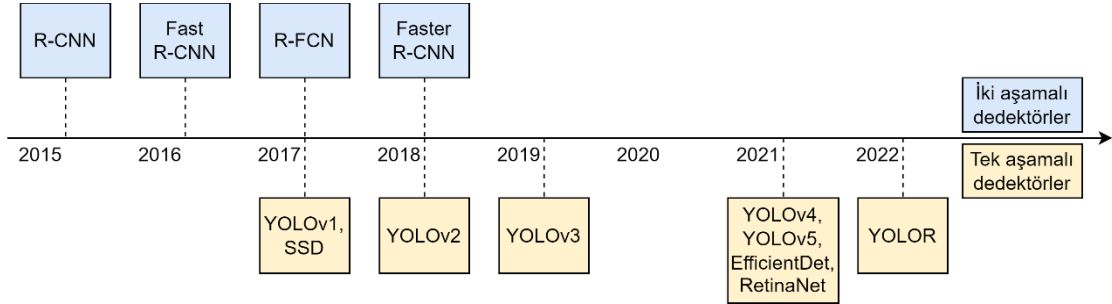 R-CNN
Fast
R-CNN
R-FCN
Faster
R-CNN
İki aşamalı
dedektörler
2015
2016
2017
2018
2019
2020
2021
2022
Tek aşamalı
dedektörler
YOLOv1,
SSD
YOLOv2
YOLOv3
YOLOv4,
YOLOv5,
EfficientDet,
RetinaNet
YOLOR